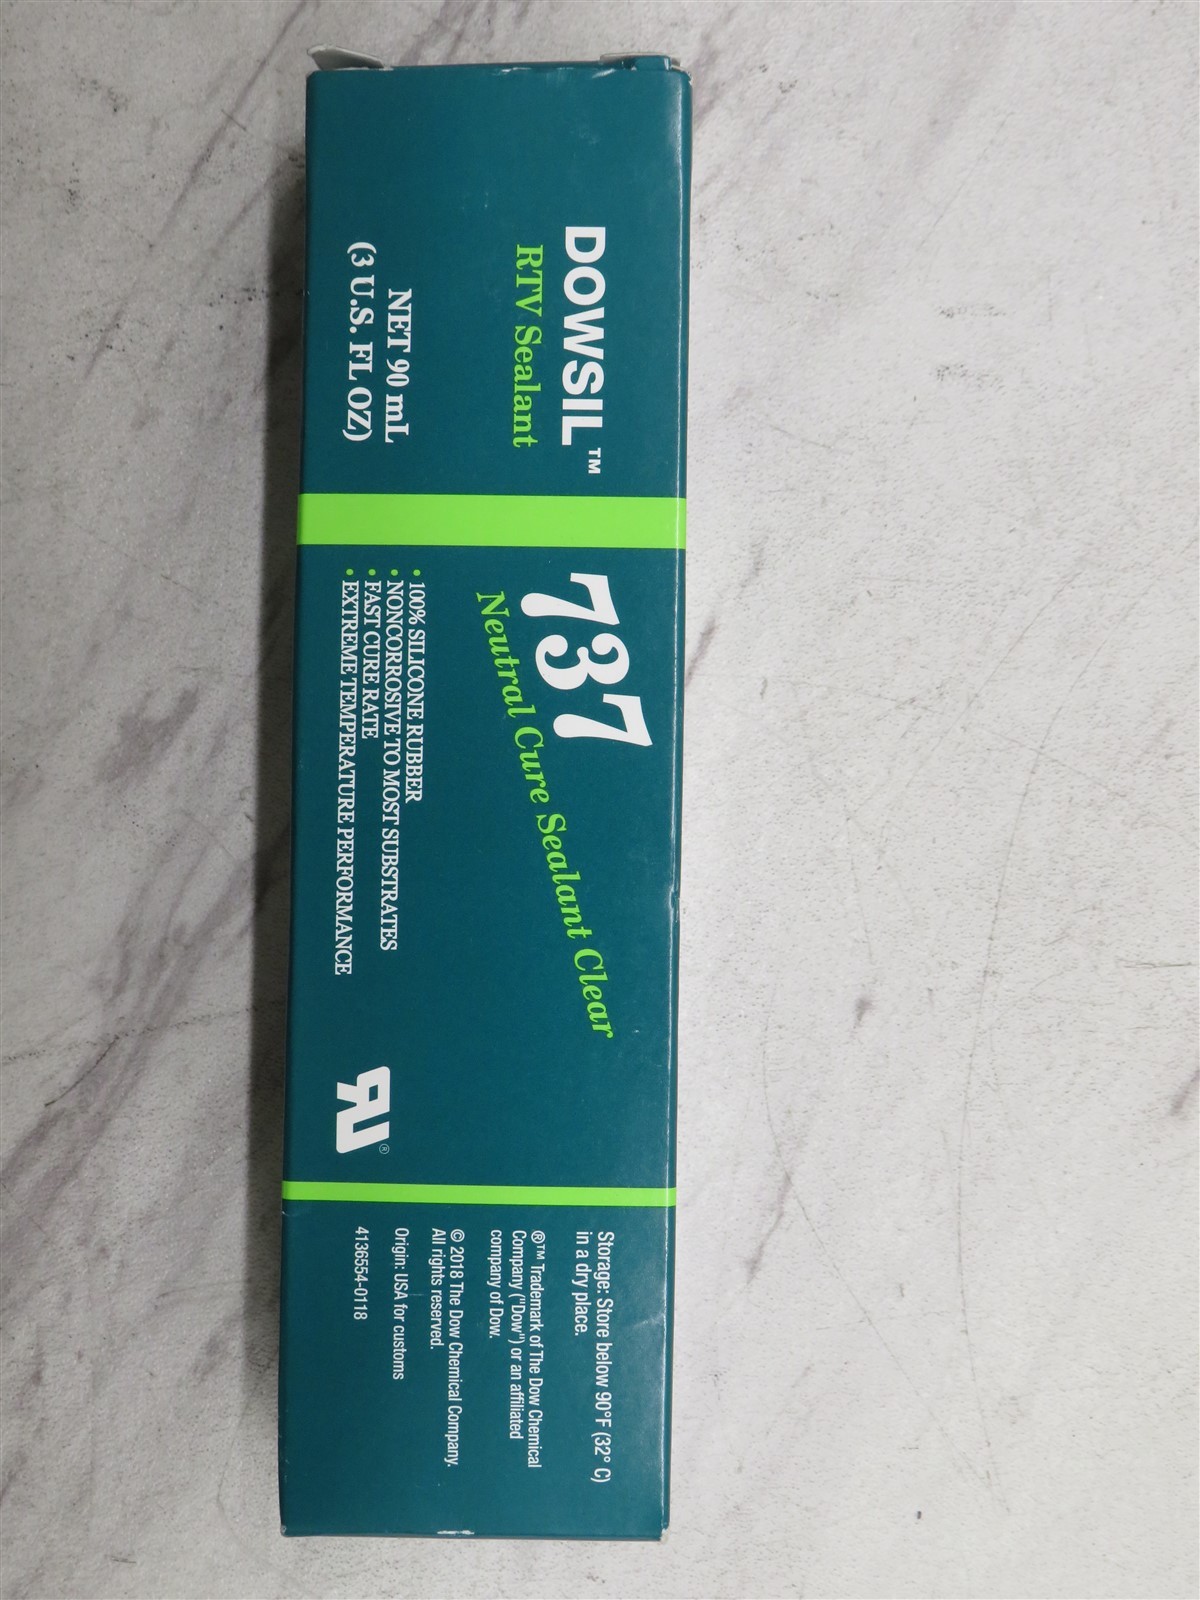 DOWSIL™
RTV Sealant
NET 90 mL
(3 U.S. FL OZ)
737
Neutral Cure Sealant Clear
• 100% SILICONE RUBBER
• NONCORROSIVE TO MOST SUBSTRATES
• FAST CURE RATE
• EXTREME TEMPERATURE PERFORMANCE
RU®
Storage: Store below 90°F (32° C)
in a dry place.
®™ Trademark of The Dow Chemical
Company ("Dow") or an affiliated
company of Dow.
© 2018 The Dow Chemical Company.
All rights reserved.
Origin: USA for customs
4136554-0118